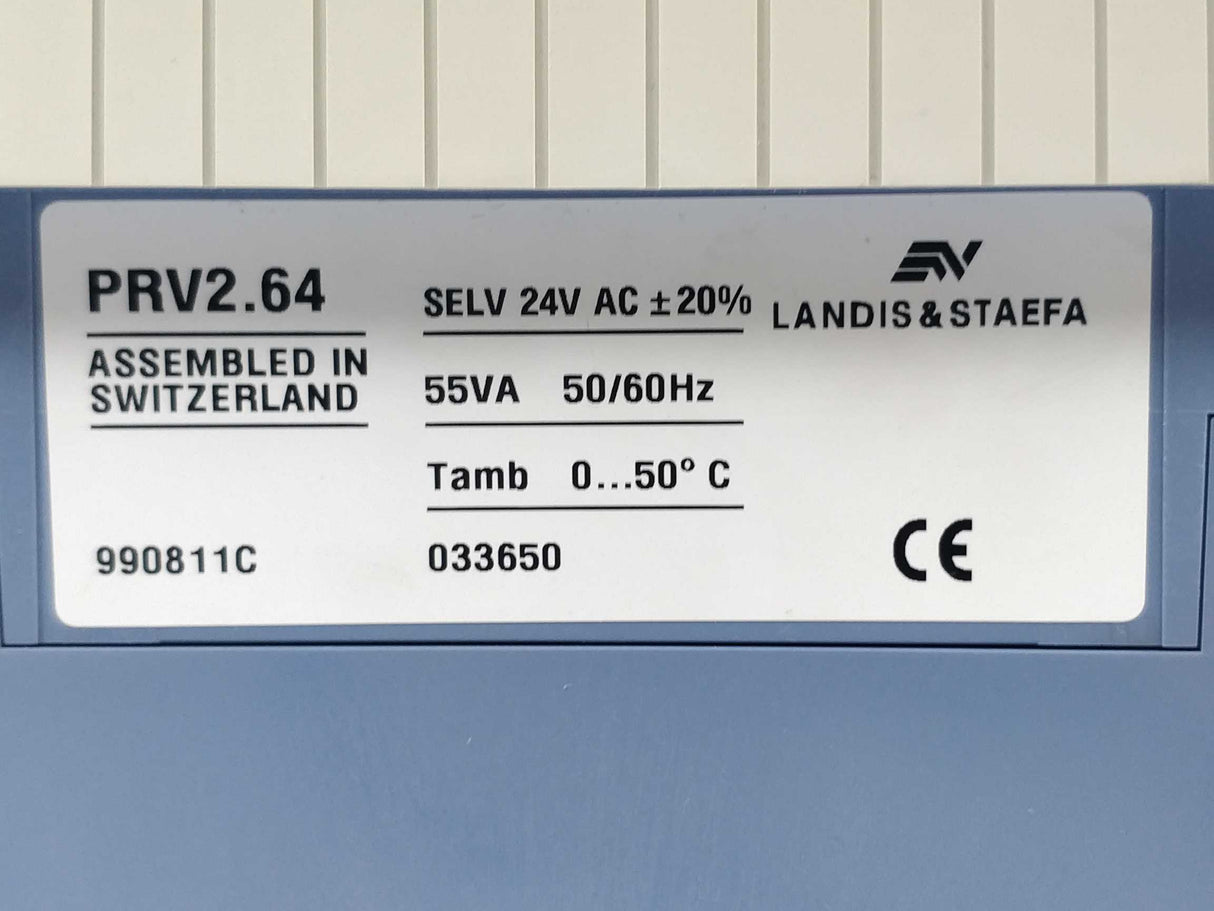 PRV2.64
ASSEMBLED IN
SWITZERLAND
990811C
SELV 24V AC ±20%
55VA 50/60Hz
Tamb 0...50° C
033650
LANDIS & STAEFA
CE